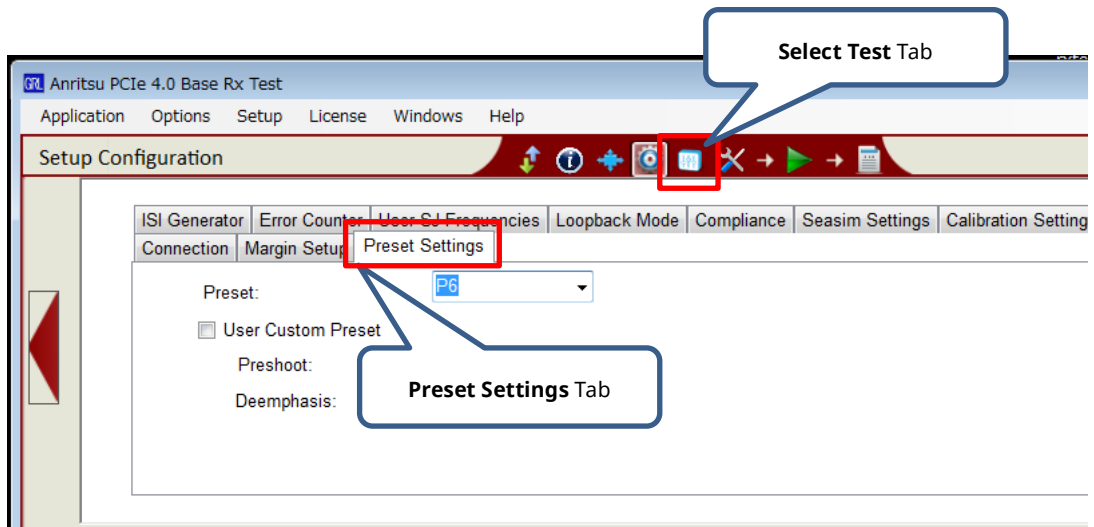 Select Test Tab
GRL Anritsu PCIe 4.0 Base Rx Test
Application Options Setup License Windows Help
Setup Configuration
ISI Generator Error Counter User SJ Frequencies Loopback Mode Compliance Seasim Settings Calibration Setting
Connection Margin Setup Preset Settings
Preset: P6
User Custom Preset
Preshoot:
Deemphasis:
Preset Settings Tab